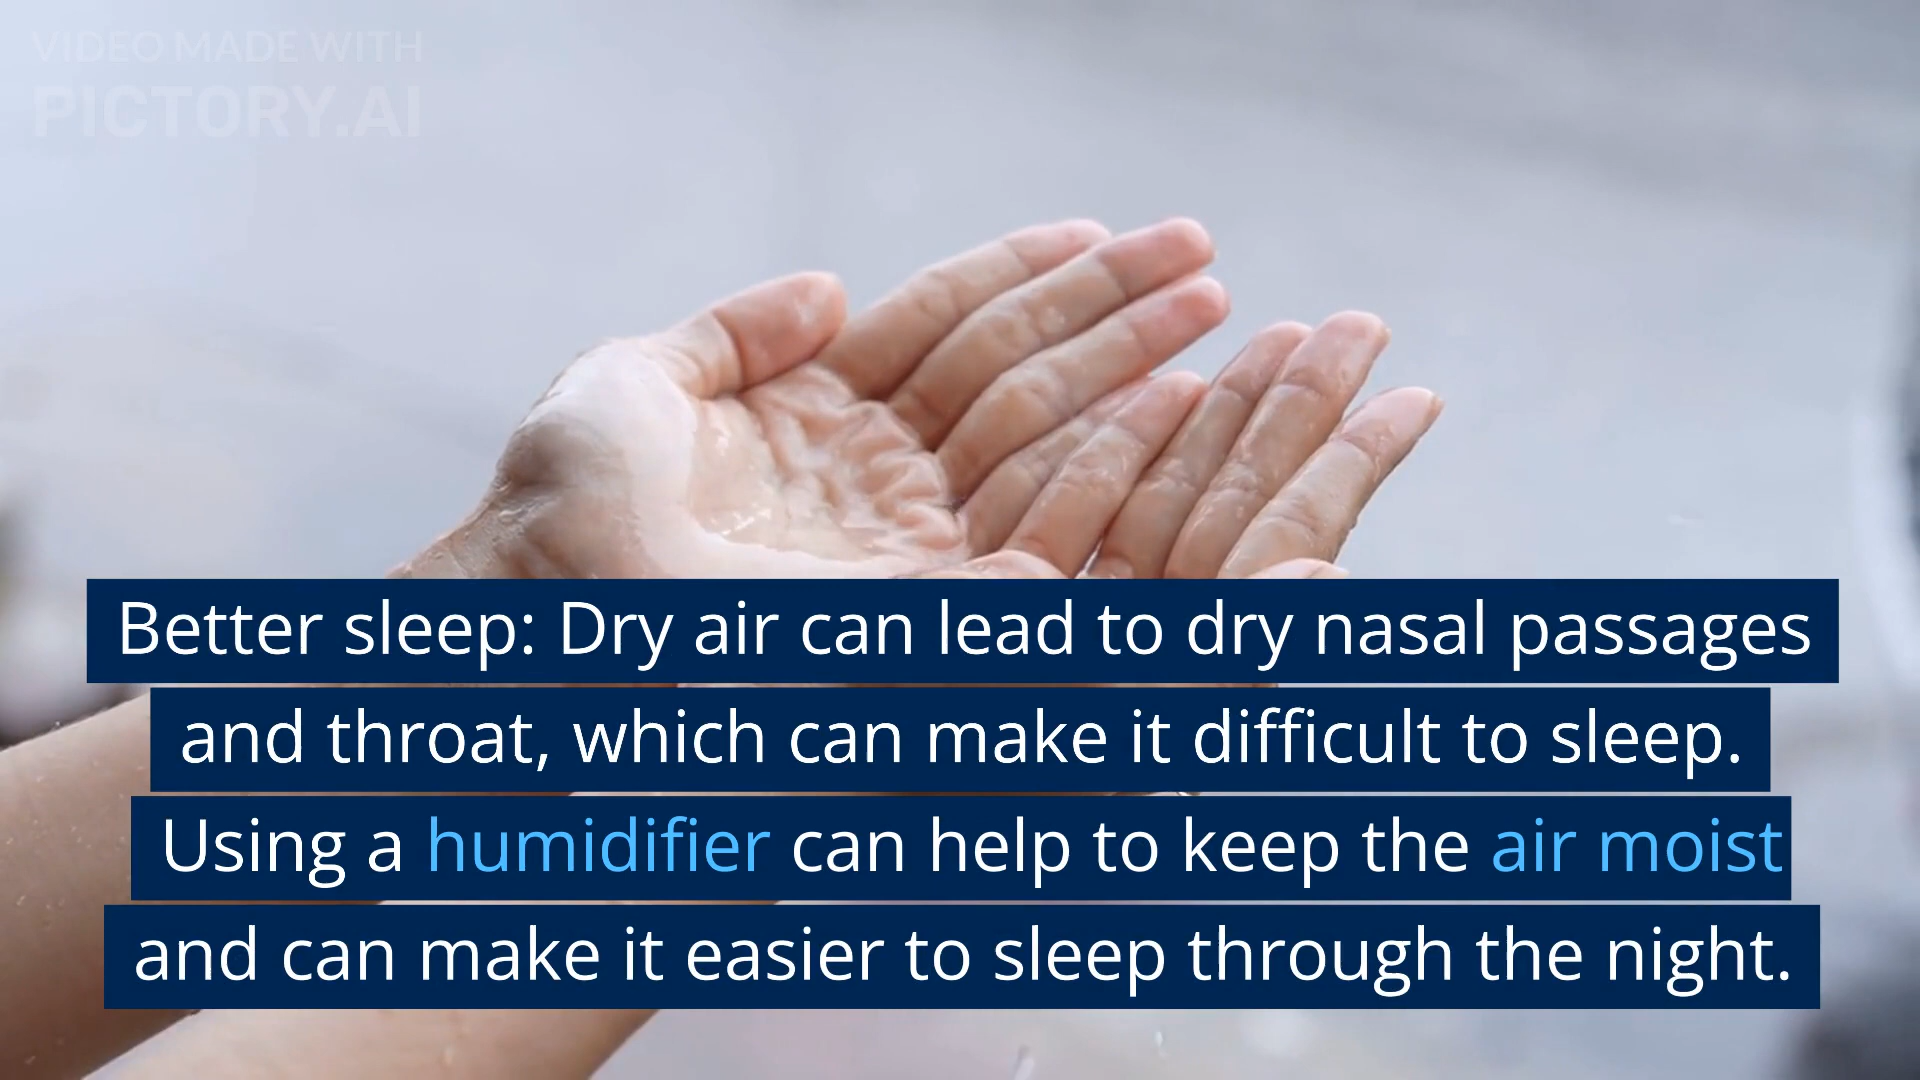 VIDEO MADE WITH
PICTORY.AI
Better sleep: Dry air can lead to dry nasal passages
and throat, which can make it difficult to sleep.
Using a humidifier can help to keep the air moist
and can make it easier to sleep through the night.